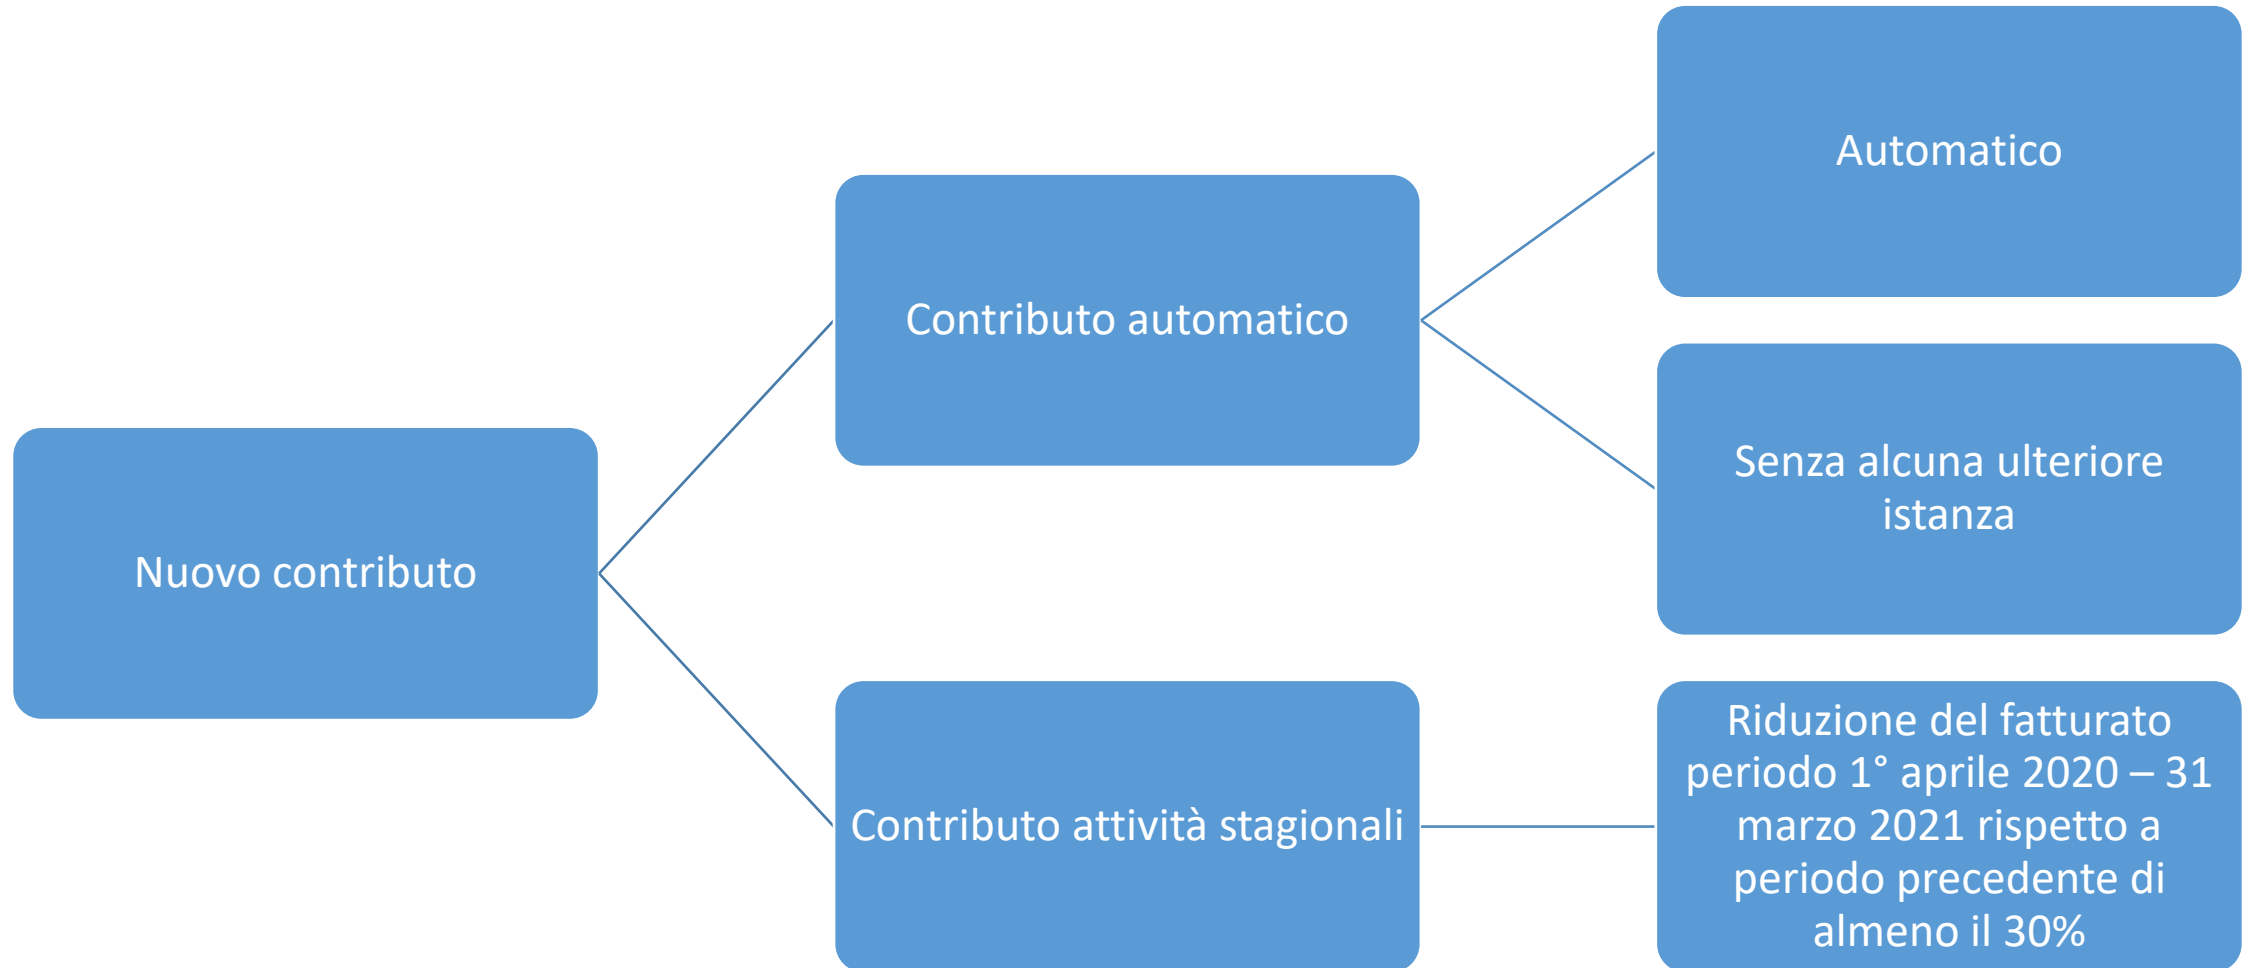 Nuovo contributo
Contributo automatico
Automatico
Senza alcuna ulteriore
istanza
Contributo attività stagionali
Riduzione del fatturato
periodo 1° aprile 2020 – 31
marzo 2021 rispetto a
periodo precedente di
almeno il 30%